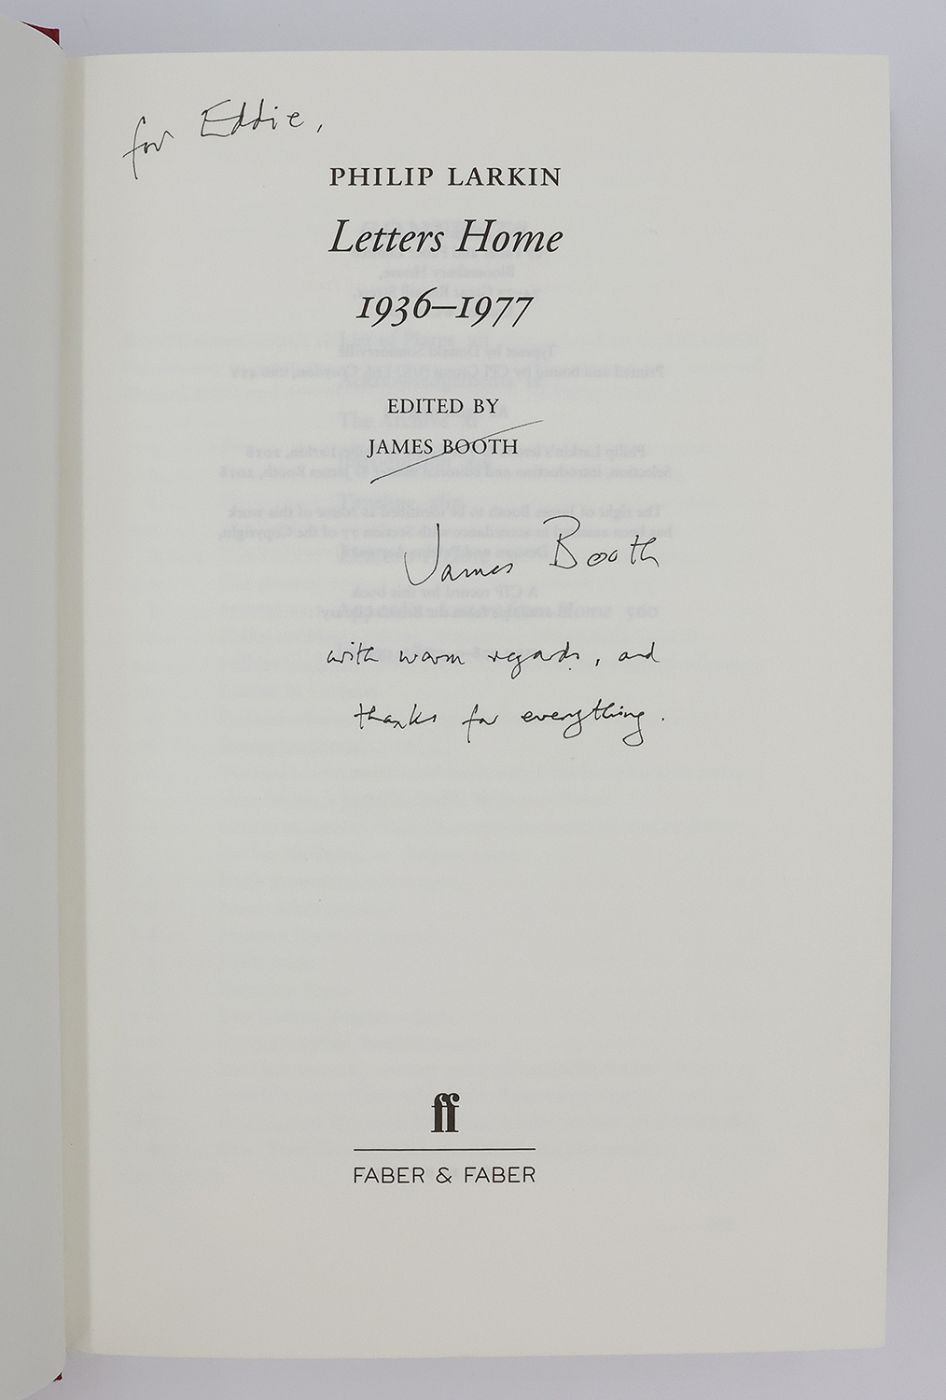 for Eddie,
PHILIP LARKIN
Letters Home
1936–1977
EDITED BY
JAMES BOOTH
James Booth
with warm regards, and
thanks for everything.
ff
FABER & FABER